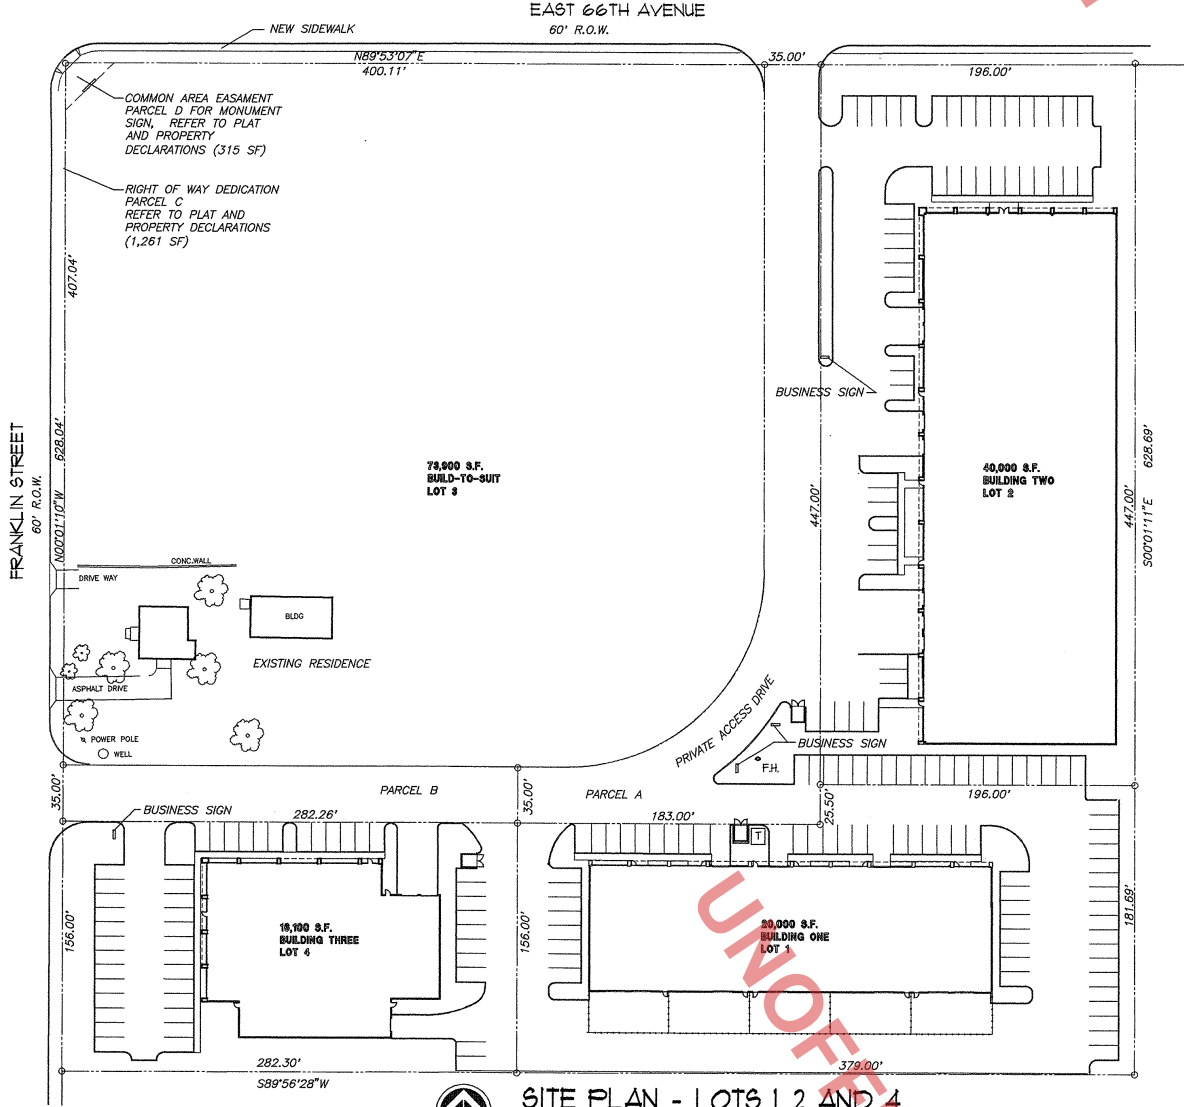 EAST 66TH AVENUE
60' R.O.W.
NEW SIDEWALK
N89°53'07"E
400.11'
35.00'
196.00'
COMMON AREA EASAMENT
PARCEL D FOR MONUMENT
SIGN, REFER TO PLAT
AND PROPERTY
DECLARATIONS (315 SF)
RIGHT OF WAY DEDICATION
PARCEL C
REFER TO PLAT AND
PROPERTY DECLARATIONS
(1,261 SF)
407.04'
BUSINESS SIGN
FRANKLIN STREET
60' R.O.W.
N00°01'10"W
628.04'
73,900 S.F.
BUILD-TO-SUIT
LOT 3
40,000 S.F.
BUILDING TWO
LOT 2
447.00'
447.00'
628.69'
S00°01'11"E
CONC.WALL
DRIVE WAY
BLDG
EXISTING RESIDENCE
ASPHALT DRIVE
POWER POLE
WELL
PRIVATE ACCESS DRIVE
BUSINESS SIGN
F.H.
35.00'
PARCEL B
35.00'
PARCEL A
196.00'
25.50'
BUSINESS SIGN
282.26'
183.00'
T
156.00'
156.00'
181.69'
BUILDING THREE
LOT 4
20,000 S.F.
BUILDING ONE
LOT 1
282.30'
S89°56'28"W
379.00'
SITE PLAN - LOTS 1 2 AND 4